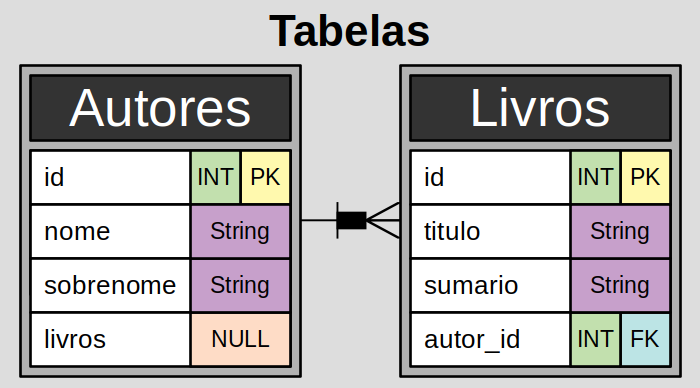 Tabelas
Autores
id INT PK
nome String
sobrenome String
livros NULL
Livros
id INT PK
titulo String
sumario String
autor_id INT FK